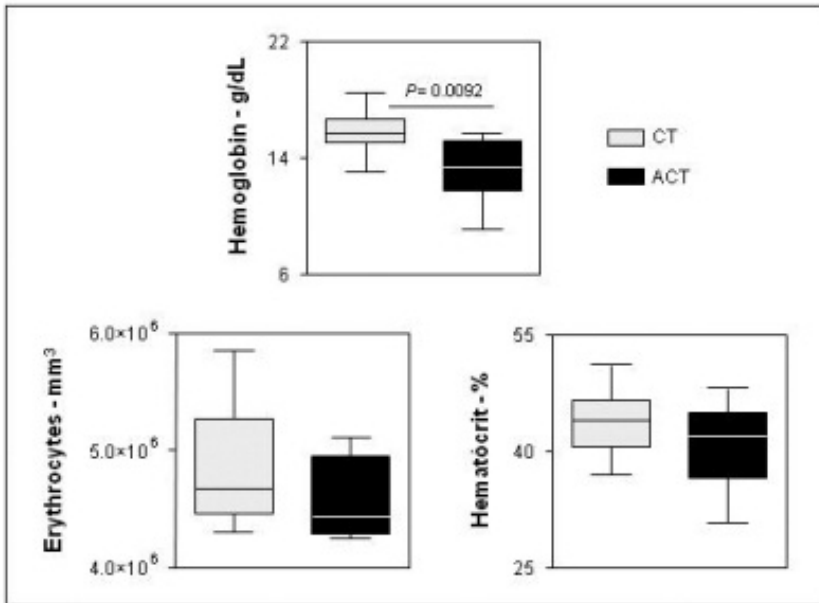 22
Hemoglobin - g/dL
P= 0.0092
14
6
CT
ACT
6.0×10⁶
Erythrocytes - mm³
5.0×10⁶
4.0×10⁶
55
Hematócrit - %
40
25